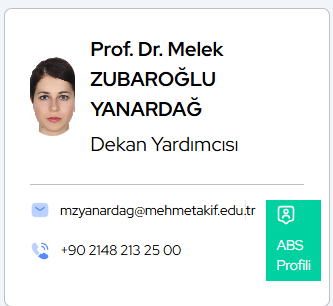 Prof. Dr. Melek
ZUBAROĞLU
YANARDAĞ
Dekan Yardımcısı
mzyanardag@mehmetakif.edu.tr
+90 2148 213 25 00
ABS
Profili